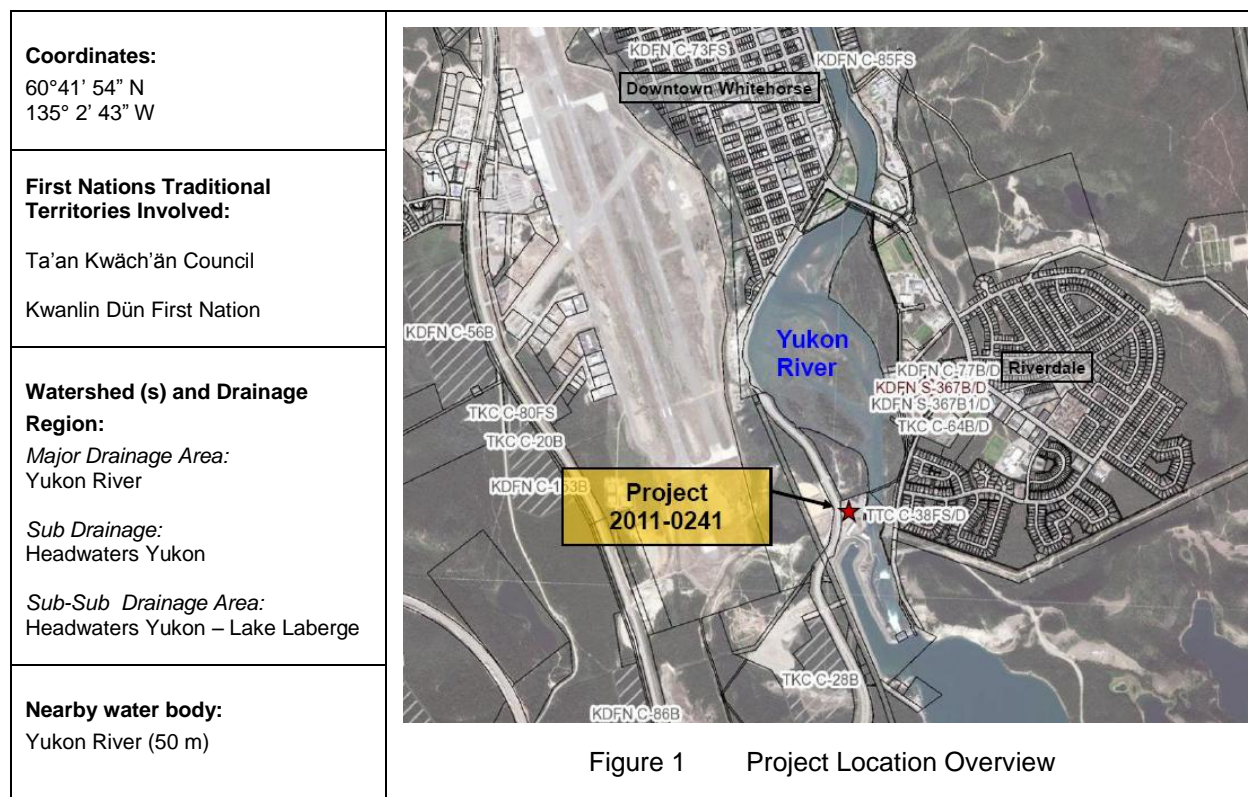 Coordinates:
60°41’ 54” N
135° 2’ 43” W
First Nations Traditional
Territories Involved:
Ta’an Kwäch’än Council
Kwanlin Dün First Nation
Watershed (s) and Drainage
Region:
Major Drainage Area:
Yukon River
Sub Drainage:
Headwaters Yukon
Sub-Sub Drainage Area:
Headwaters Yukon – Lake Laberge
Nearby water body:
Yukon River (50 m)
KDFN C-73FS
KDFN C-85FS
Downtown Whitehorse
KDFN C-56B
Yukon
River
KDFN C-77B/D
Riverdale
KDFN S-367B/D
KDFN S-367B1/D
TKC C-64B/D
TKC C-80FS
TKC C-20B
KDFN C-153B
Project
2011-0241
TTC C-38FS/D
TKC C-28B
KDFN C-86B
Figure 1 Project Location Overview